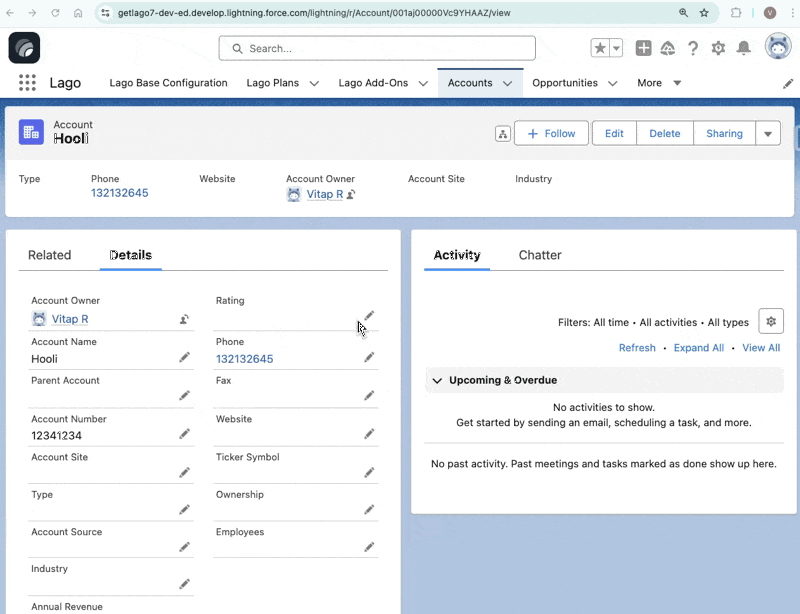 getlago7-dev-ed.develop.lightning.force.com/lightning/r/Account/001aj00000Vc9YHAAZ/view
V
Search...
Lago
Lago Base Configuration
Lago Plans
Lago Add-Ons
Accounts
Opportunities
More
Account
Hooli
Follow
Edit
Delete
Sharing
Type
Phone
Website
Account Owner
Account Site
Industry
132132645
Vitap R
Related
Details
Account Owner
Vitap R
Rating
Account Name
Hooli
Phone
132132645
Parent Account
Fax
Account Number
12341234
Website
Account Site
Ticker Symbol
Type
Ownership
Account Source
Employees
Industry
Annual Revenue
Activity
Chatter
Filters: All time • All activities • All types
Refresh • Expand All • View All
Upcoming & Overdue
No activities to show.
Get started by sending an email, scheduling a task, and more.
No past activity. Past meetings and tasks marked as done show up here.